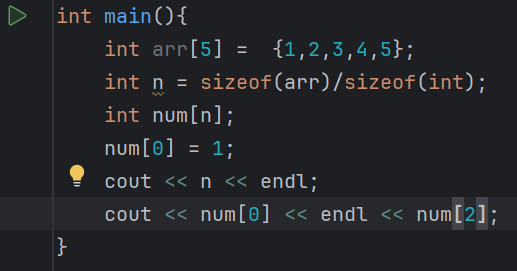 int main(){
    int arr[5] =  {1,2,3,4,5};
    int n = sizeof(arr)/sizeof(int);
    int num[n];
    num[0] = 1;
    cout << n << endl;
    cout << num[0] << endl << num[2];
}